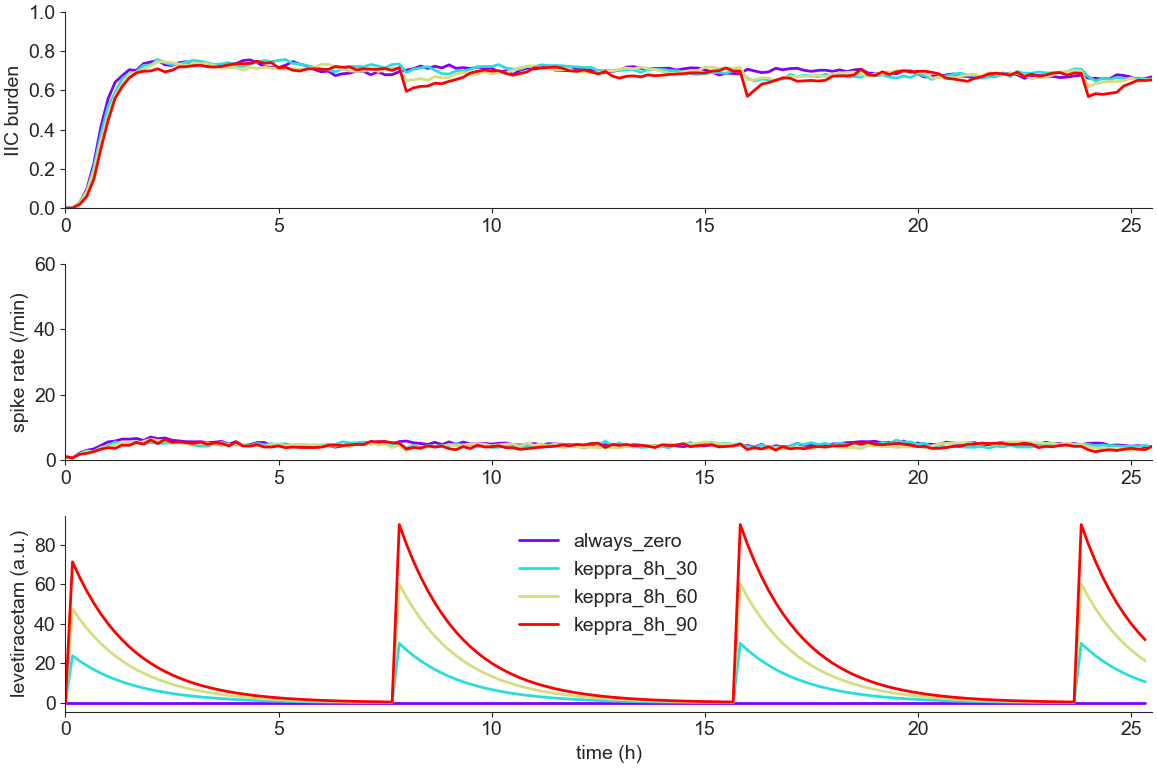 1.0
0.8
0.6
0.4
0.2
0.0
IIC burden
0 5 10 15 20 25
60
40
20
0
spike rate (/min)
0 5 10 15 20 25
80
60
40
20
0
levetiracetam (a.u.)
always_zero
keppra_8h_30
keppra_8h_60
keppra_8h_90
0 5 10 15 20 25
time (h)